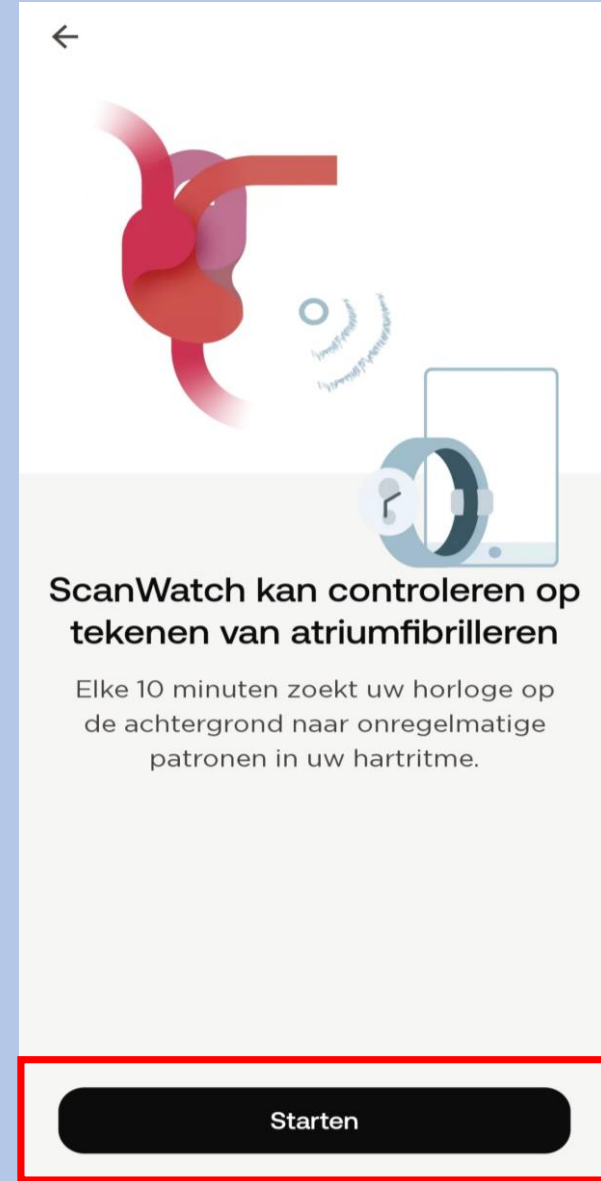 ScanWatch kan controleren op
tekenen van atriumfibrilleren
Elke 10 minuten zoekt uw horloge op
de achtergrond naar onregelmatige
patronen in uw hartritme.
Starten